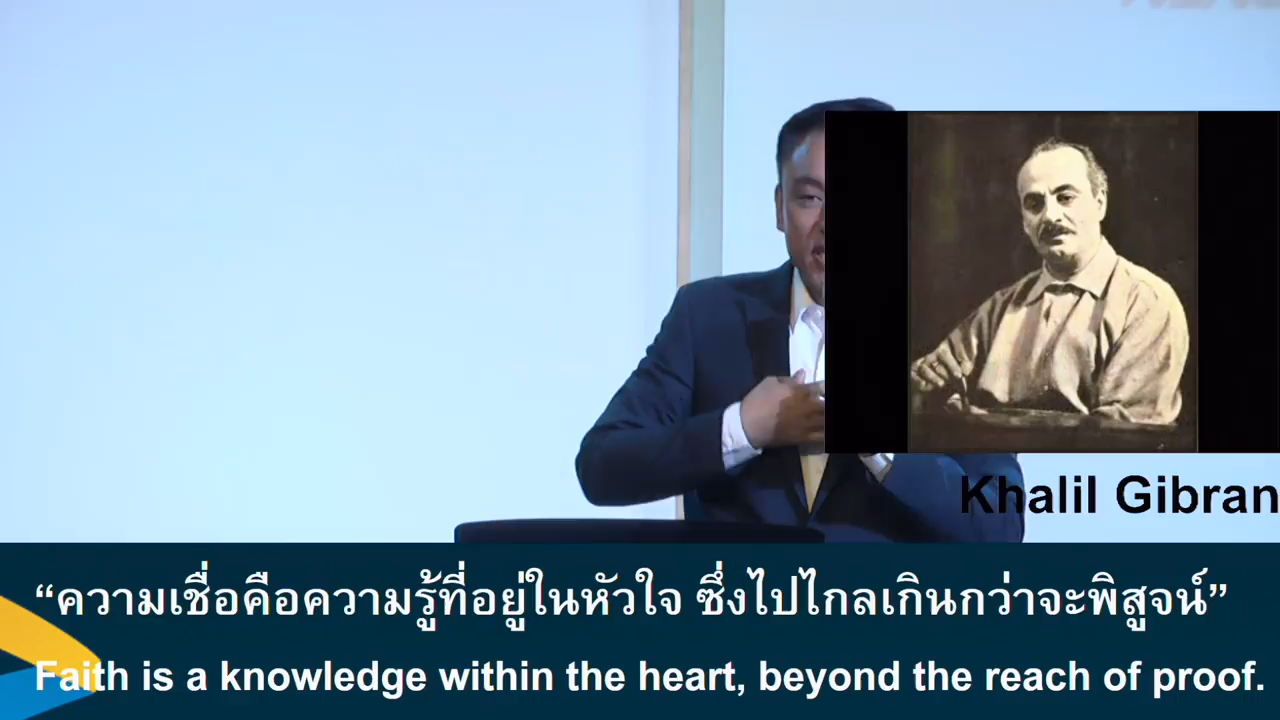 Khalil Gibran
“ความเชื่อคือความรู้ที่อยู่ในหัวใจ ซึ่งไปไกลเกินกว่าจะพิสูจน์”
Faith is a knowledge within the heart, beyond the reach of proof.